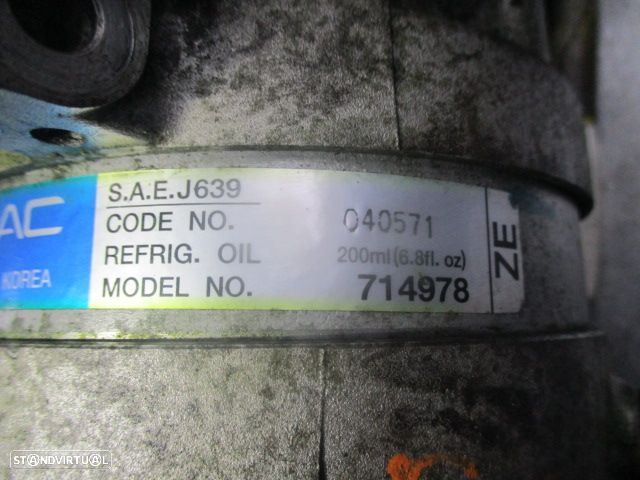 AC
KOREA
S.A.E.J639
CODE NO. 040571
REFRIG. OIL 200ml(6.8fl. oz)
MODEL NO. 714978
ZE
STANDVIRTUAL